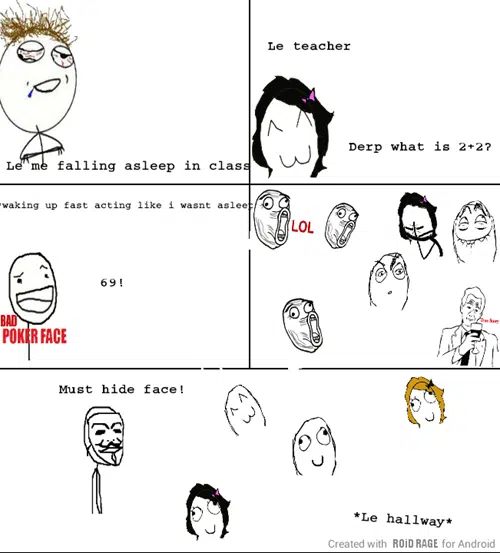 Le teacher
Derp what is 2+2?
Le me falling asleep in class
waking up fast acting like i wasnt asleep
69!
BAD
POKER FACE
LOL
Must hide face!
*Le hallway*
Created with ROID RAGE for Android